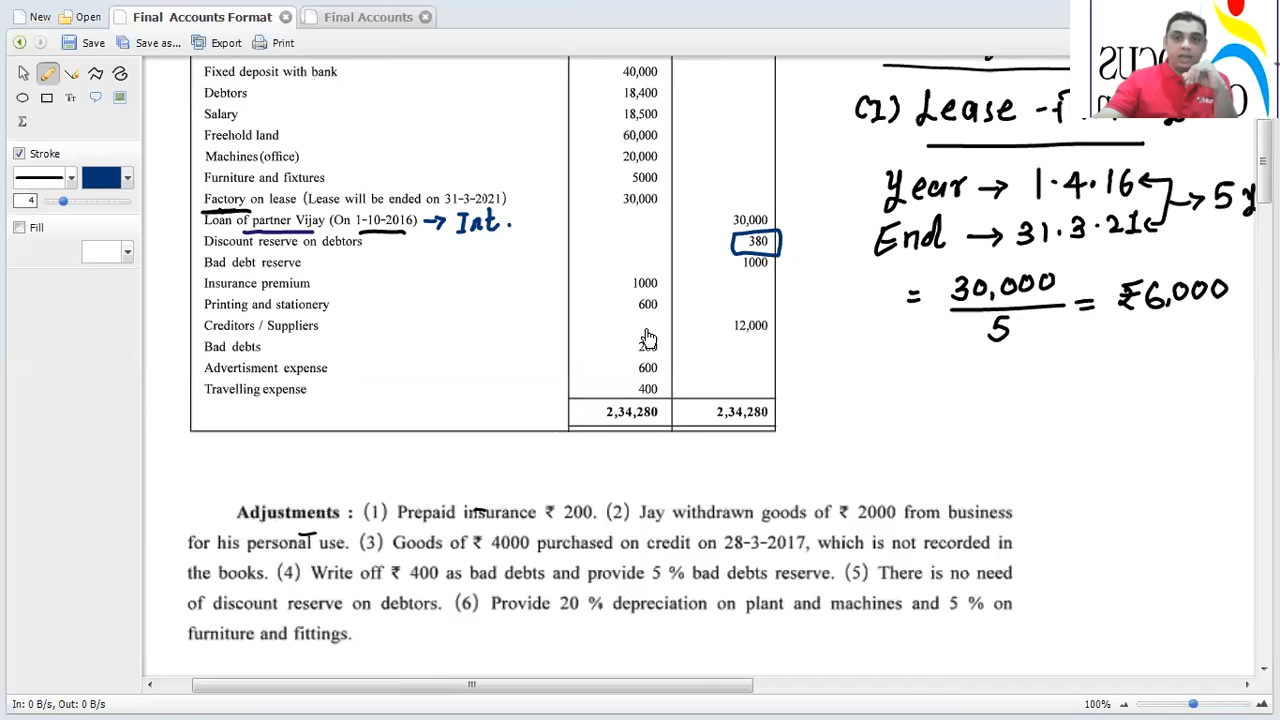 New Open Final Accounts Format Final Accounts
Save Save as... Export Print
Fixed deposit with bank 40,000
Debtors 18,400
Salary 18,500
Freehold land 60,000
Machines (office) 20,000
Furniture and fixtures 5000
Factory on lease (Lease will be ended on 31-3-2021) 30,000
Loan of partner Vijay (On 1-10-2016) → Int. 30,000
Discount reserve on debtors 380
Bad debt reserve 1000
Insurance premium 1000
Printing and stationery 600
Creditors / Suppliers 12,000
Bad debts
Advertisment expense 600
Travelling expense 400
2,34,280 2,34,280
Adjustments : (1) Prepaid insurance ₹ 200. (2) Jay withdrawn goods of ₹ 2000 from business
for his personal use. (3) Goods of ₹ 4000 purchased on credit on 28-3-2017, which is not recorded in
the books. (4) Write off ₹ 400 as bad debts and provide 5 % bad debts reserve. (5) There is no need
of discount reserve on debtors. (6) Provide 20 % depreciation on plant and machines and 5 % on
furniture and fittings.
Lease
Year → 1.4.16
End → 31.3.21
5 y
= 30,000
5
= ₹6,000
Stroke
4
Fill
In: 0 B/s, Out: 0 B/s
100%